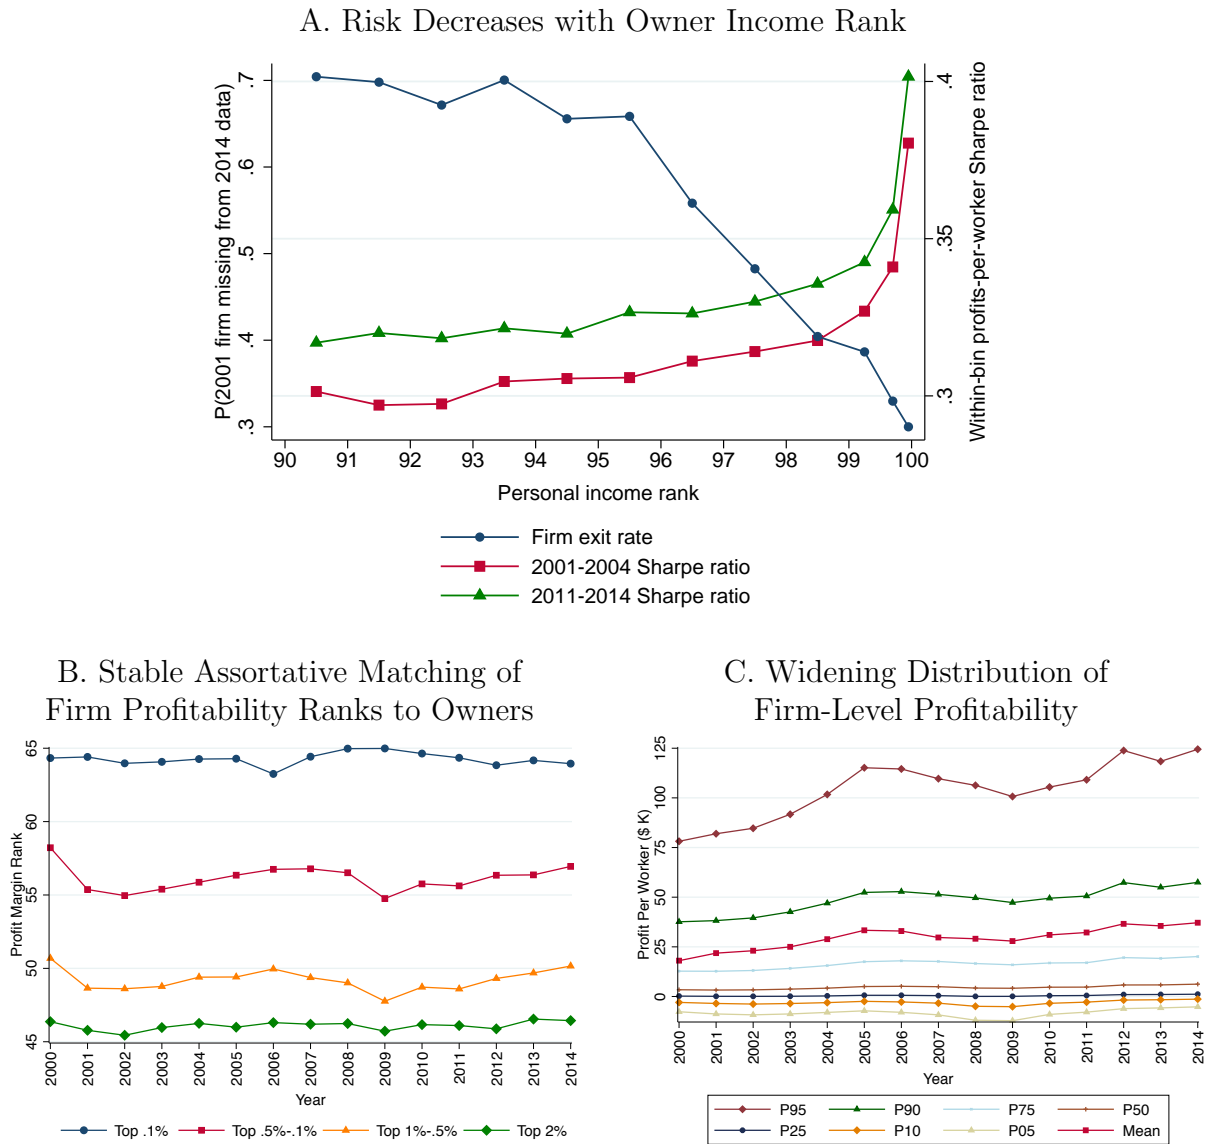 A. Risk Decreases with Owner Income Rank
P(2001 firm missing from 2014 data)
.7
.6
.5
.4
.3
Within-bin profits-per-worker Sharpe ratio
.4
.35
.3
90 91 92 93 94 95 96 97 98 99 100
Personal income rank
Firm exit rate
2001-2004 Sharpe ratio
2011-2014 Sharpe ratio
B. Stable Assortative Matching of
Firm Profitability Ranks to Owners
Profit Margin Rank
65
60
55
50
45
2000 2001 2002 2003 2004 2005 2006 2007 2008 2009 2010 2011 2012 2013 2014
Year
Top .1% Top .5%-.1% Top 1%-.5% Top 2%
C. Widening Distribution of
Firm-Level Profitability
Profit Per Worker ($ K)
125
100
75
50
25
0
2000 2001 2002 2003 2004 2005 2006 2007 2008 2009 2010 2011 2012 2013 2014
Year
P95 P90 P75 P50
P25 P10 P05 Mean